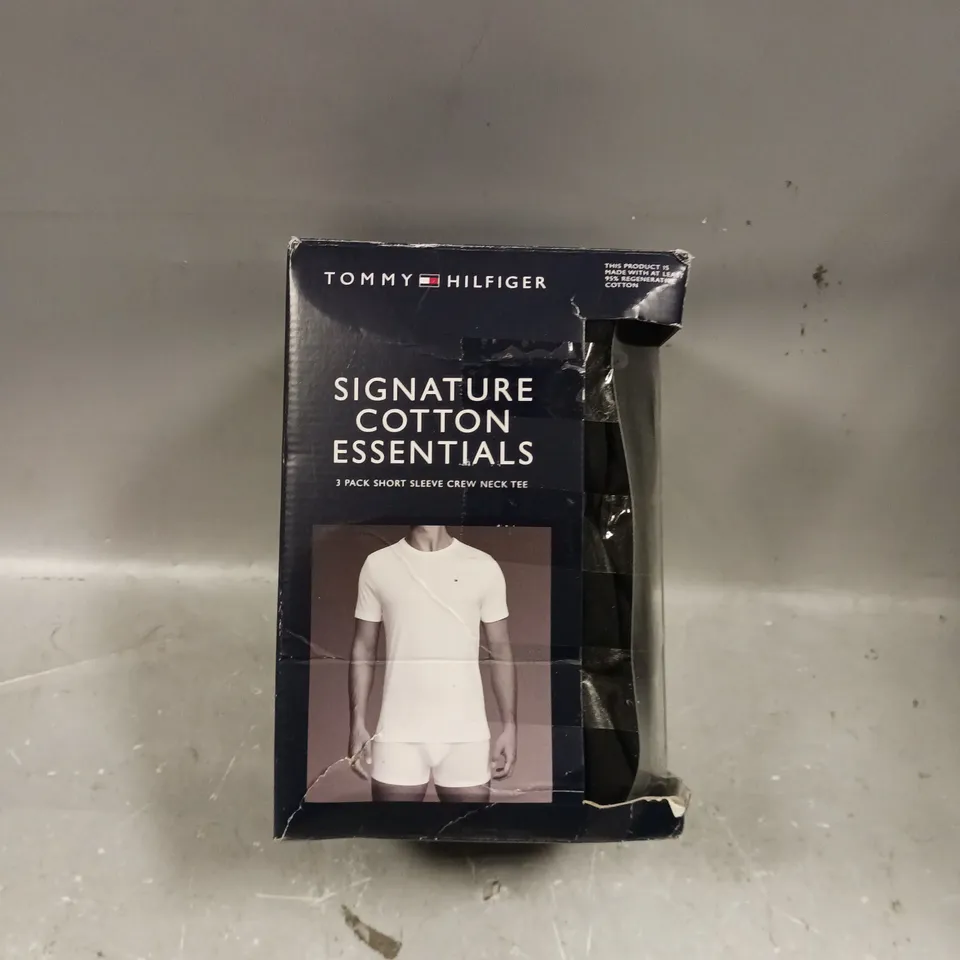 TOMMY HILFIGER
THIS PRODUCT IS
MADE WITH AT LEAST
95% REGENERATIVE
COTTON
SIGNATURE
COTTON
ESSENTIALS
3 PACK SHORT SLEEVE CREW NECK TEE